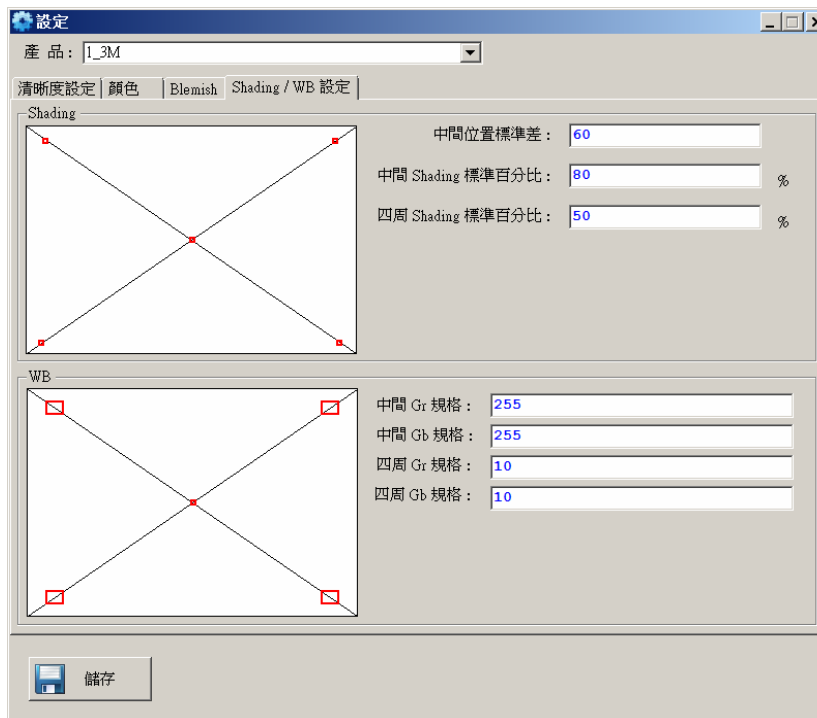 設定
產 品: 1_3M
清晰度設定 顏色 Blemish Shading / WB 設定
Shading
中間位置標準差: 60
中間 Shading 標準百分比: 80 %
四周 Shading 標準百分比: 50 %
WB
中間 Gr 規格: 255
中間 Gb 規格: 255
四周 Gr 規格: 10
四周 Gb 規格: 10
儲存